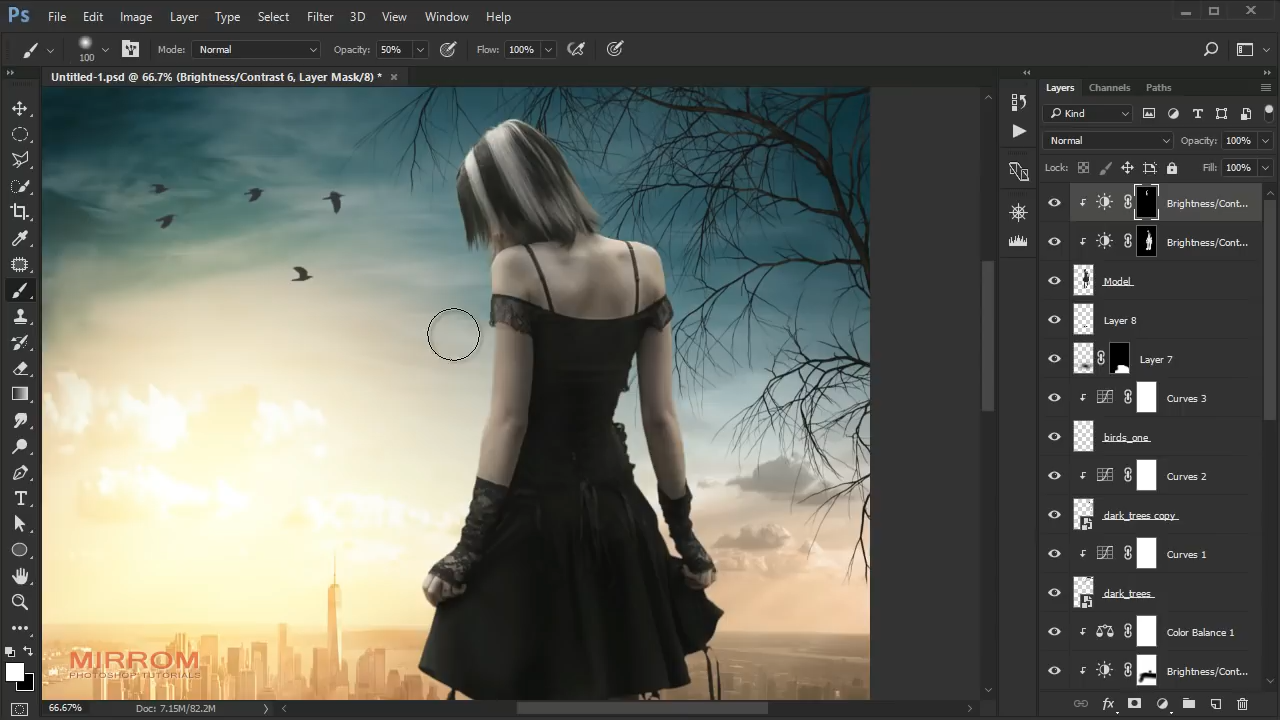 Ps File Edit Image Layer Type Select Filter 3D View Window Help
100 Mode: Normal Opacity: 50% Flow: 100%
Untitled-1.psd @ 66.7% (Brightness/Contrast 6, Layer Mask/8) * ×
Layers Channels Paths
Kind
Normal Opacity: 100%
Lock: Fill: 100%
Brightness/Cont...
Brightness/Cont...
Model
Layer 8
Layer 7
Curves 3
birds_one
Curves 2
dark_trees copy
Curves 1
dark_trees
Color Balance 1
Brightness/Cont...
MIRROM
PHOTOSHOP TUTORIALS
66.67% Doc: 7.15M/82.2M